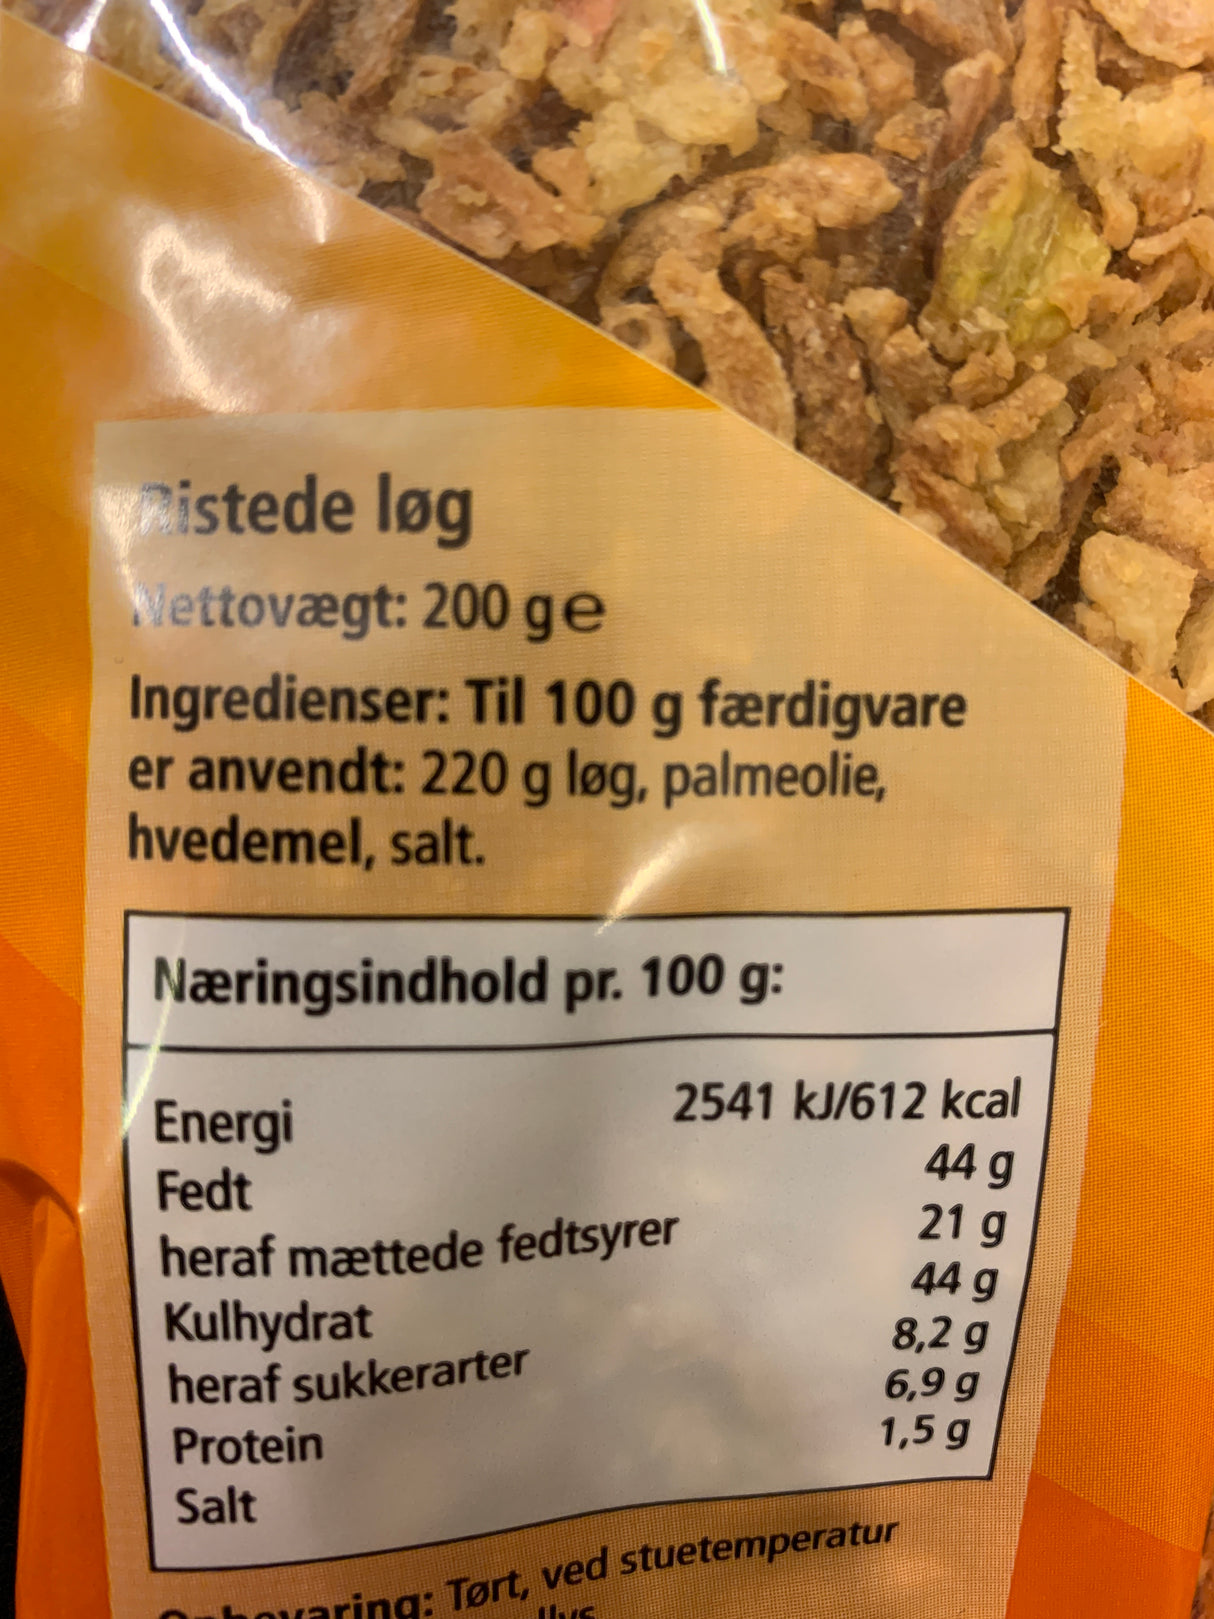 Ristede løg
Nettovægt: 200 g ℮
Ingredienser: Til 100 g færdigvare
er anvendt: 220 g løg, palmeolie,
hvedemel, salt.
Næringsindhold pr. 100 g:
Energi 2541 kJ/612 kcal
Fedt 44 g
heraf mættede fedtsyrer 21 g
Kulhydrat 44 g
heraf sukkerarter 8,2 g
Protein 6,9 g
Salt 1,5 g
Opbevaring: Tørt, ved stuetemperatur